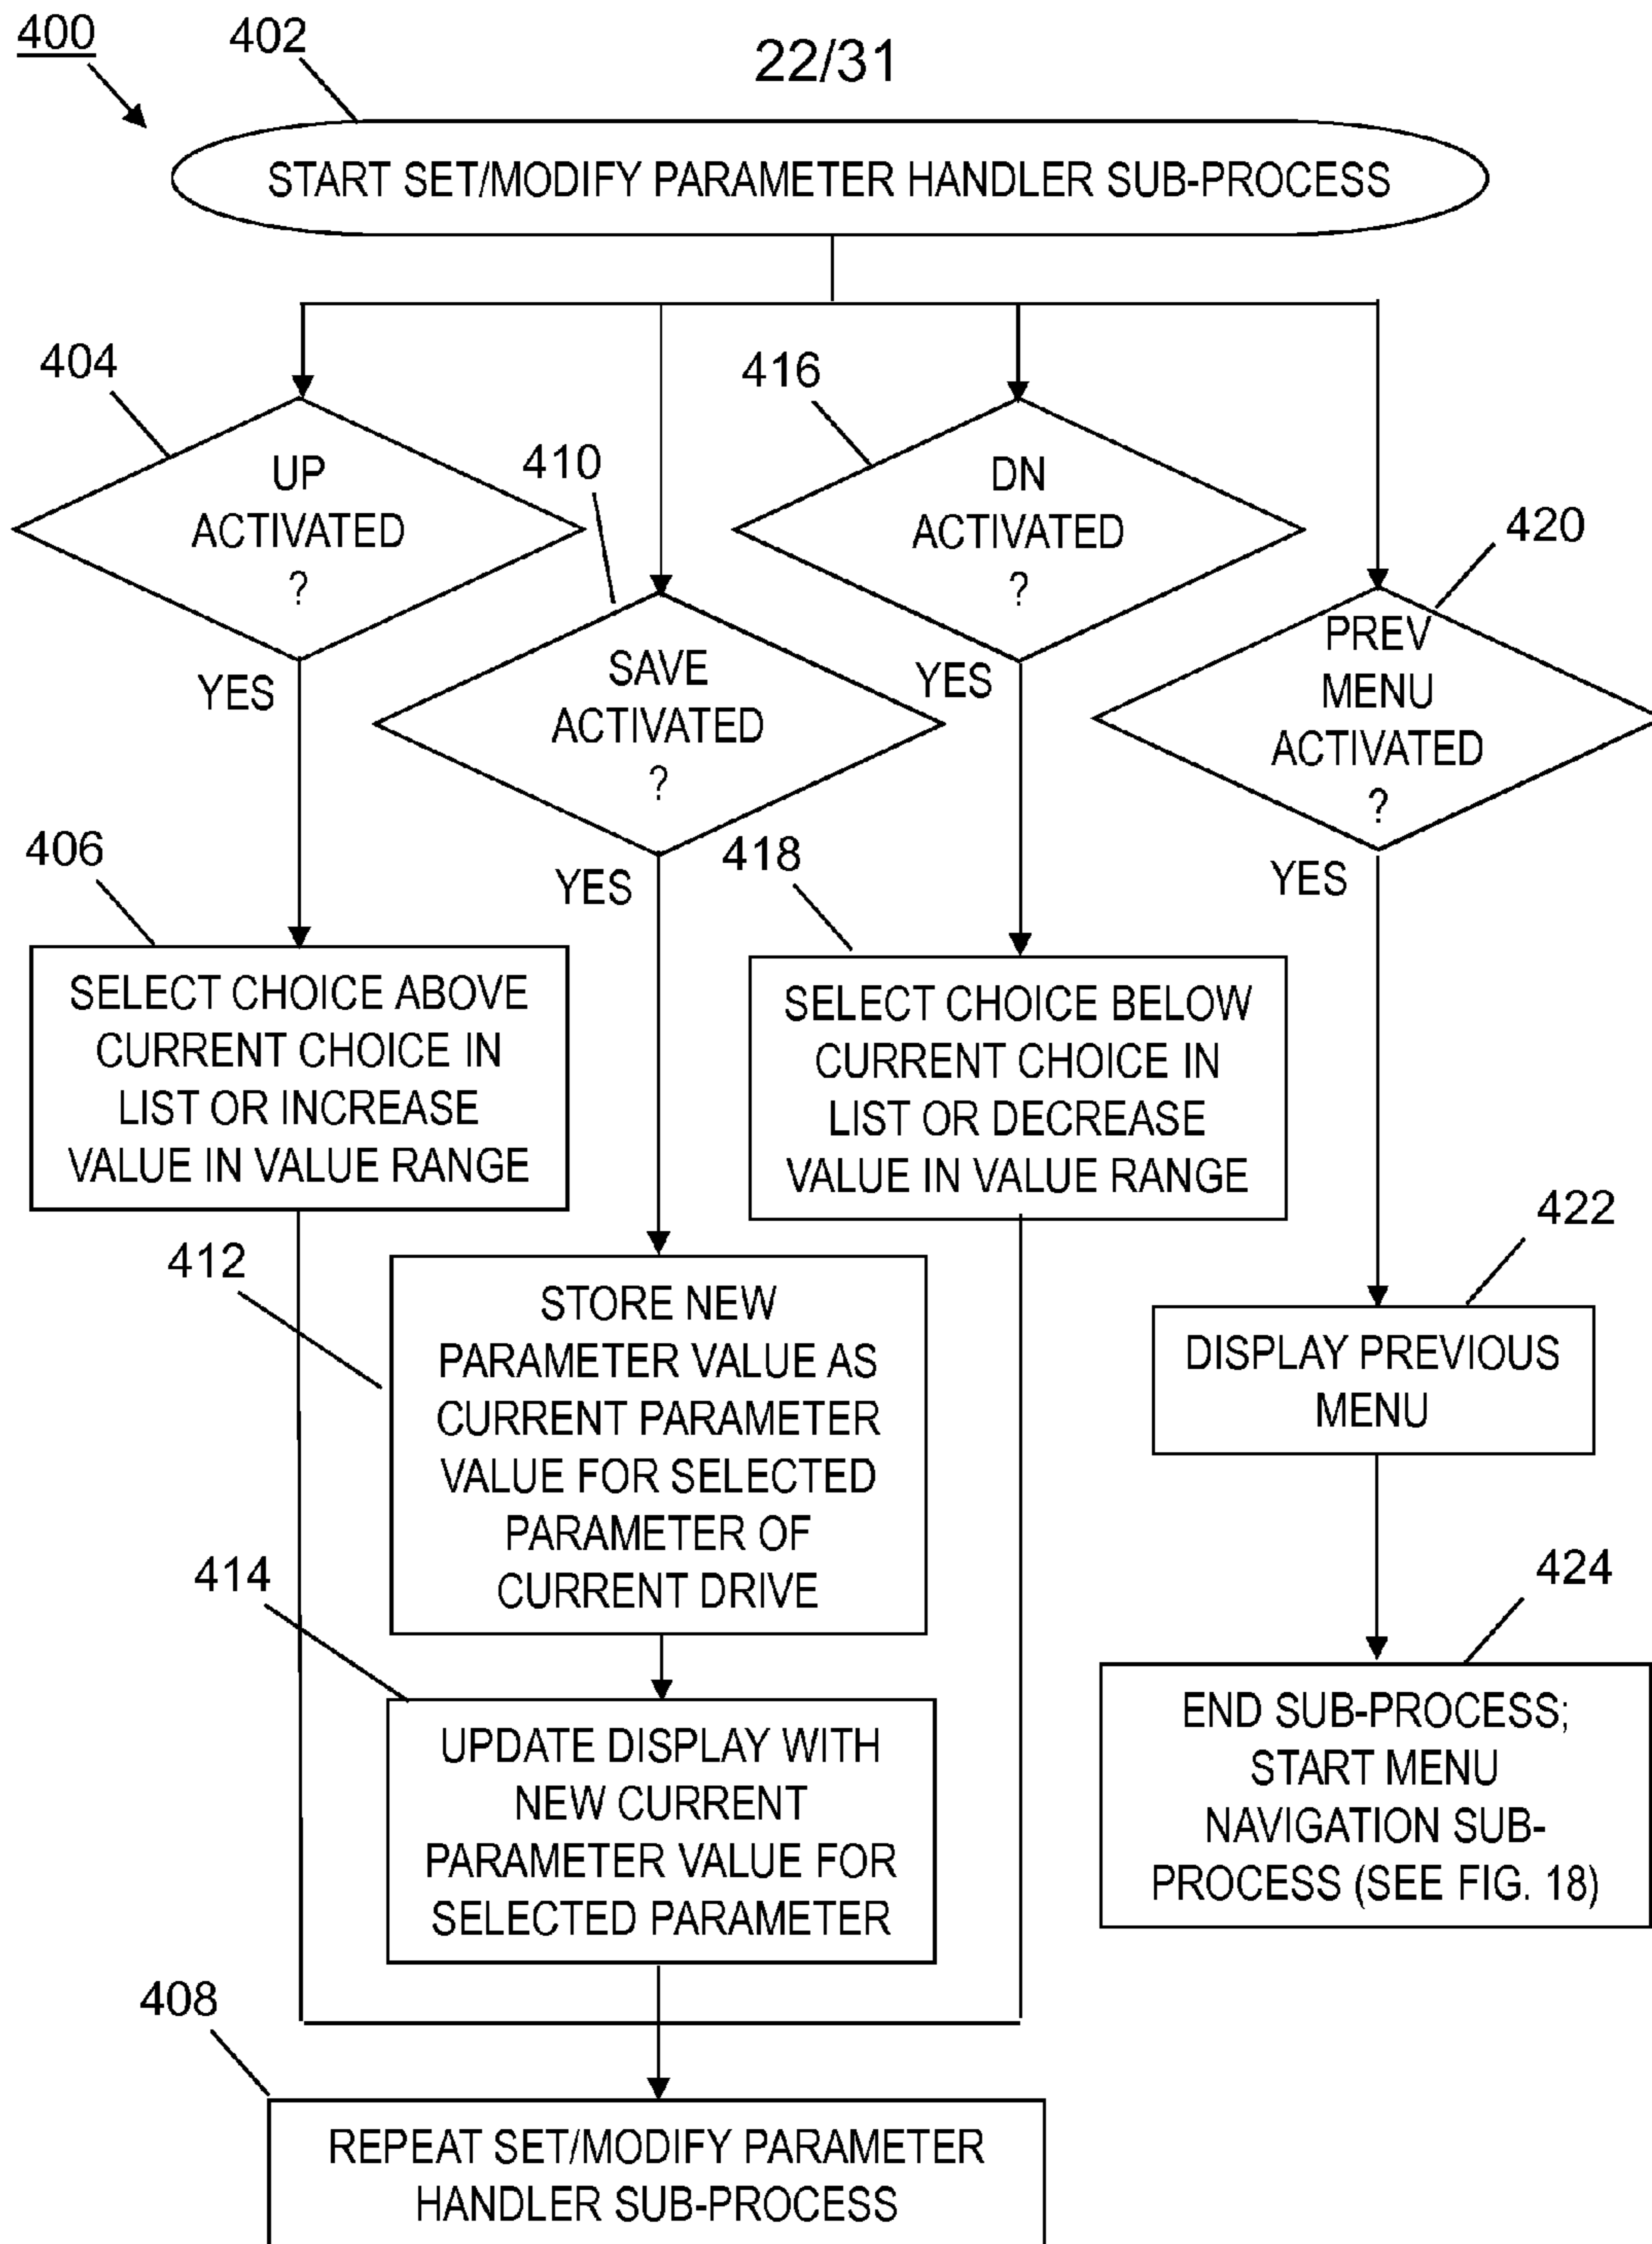 400
402
22/31
START SET/MODIFY PARAMETER HANDLER SUB-PROCESS
404
UP
ACTIVATED
?
YES
410
SAVE
ACTIVATED
?
YES
416
DN
ACTIVATED
?
YES
420
PREV
MENU
ACTIVATED
?
YES
406
SELECT CHOICE ABOVE
CURRENT CHOICE IN
LIST OR INCREASE
VALUE IN VALUE RANGE
418
SELECT CHOICE BELOW
CURRENT CHOICE IN
LIST OR DECREASE
VALUE IN VALUE RANGE
412
STORE NEW
PARAMETER VALUE AS
CURRENT PARAMETER
VALUE FOR SELECTED
PARAMETER OF
CURRENT DRIVE
422
DISPLAY PREVIOUS
MENU
414
UPDATE DISPLAY WITH
NEW CURRENT
PARAMETER VALUE FOR
SELECTED PARAMETER
424
END SUB-PROCESS;
START MENU
NAVIGATION SUB-
PROCESS (SEE FIG. 18)
408
REPEAT SET/MODIFY PARAMETER
HANDLER SUB-PROCESS